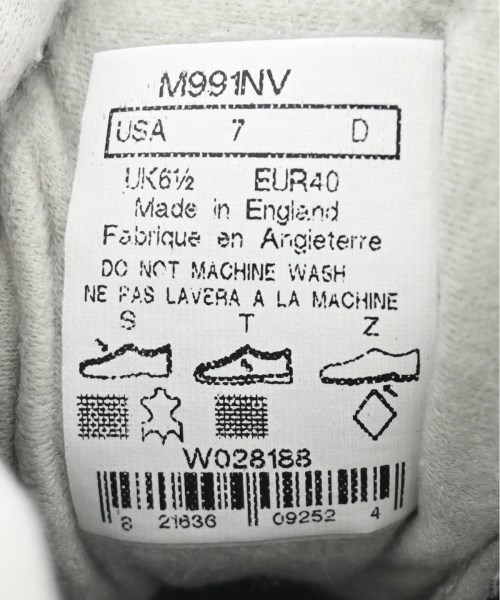 M991NV
USA 7 D
UK6½ EUR40
Made in England
Fabrique en Angieterre
DO NOT MACHINE WASH
NE PAS LAVERA A LA MACHINE
S T Z
W028188
8 21636 09252 4